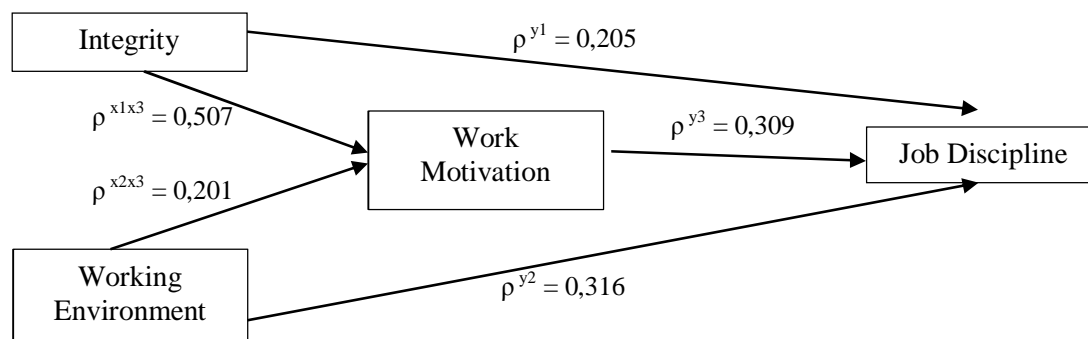 Integrity
ρ^y1 = 0,205
ρ^x1x3 = 0,507
ρ^y3 = 0,309
Work
Motivation
Job Discipline
ρ^x2x3 = 0,201
Working
Environment
ρ^y2 = 0,316